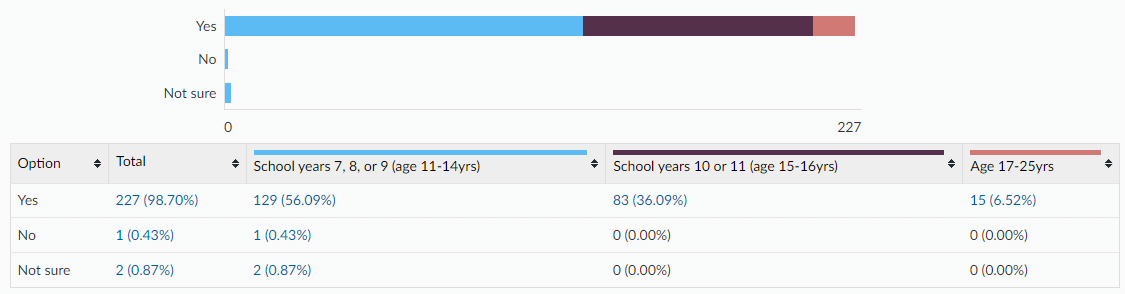 Yes
No
Not sure
0 227
Option Total School years 7, 8, or 9 (age 11-14yrs) School years 10 or 11 (age 15-16yrs) Age 17-25yrs
Yes 227 (98.70%) 129 (56.09%) 83 (36.09%) 15 (6.52%)
No 1 (0.43%) 1 (0.43%) 0 (0.00%) 0 (0.00%)
Not sure 2 (0.87%) 2 (0.87%) 0 (0.00%) 0 (0.00%)